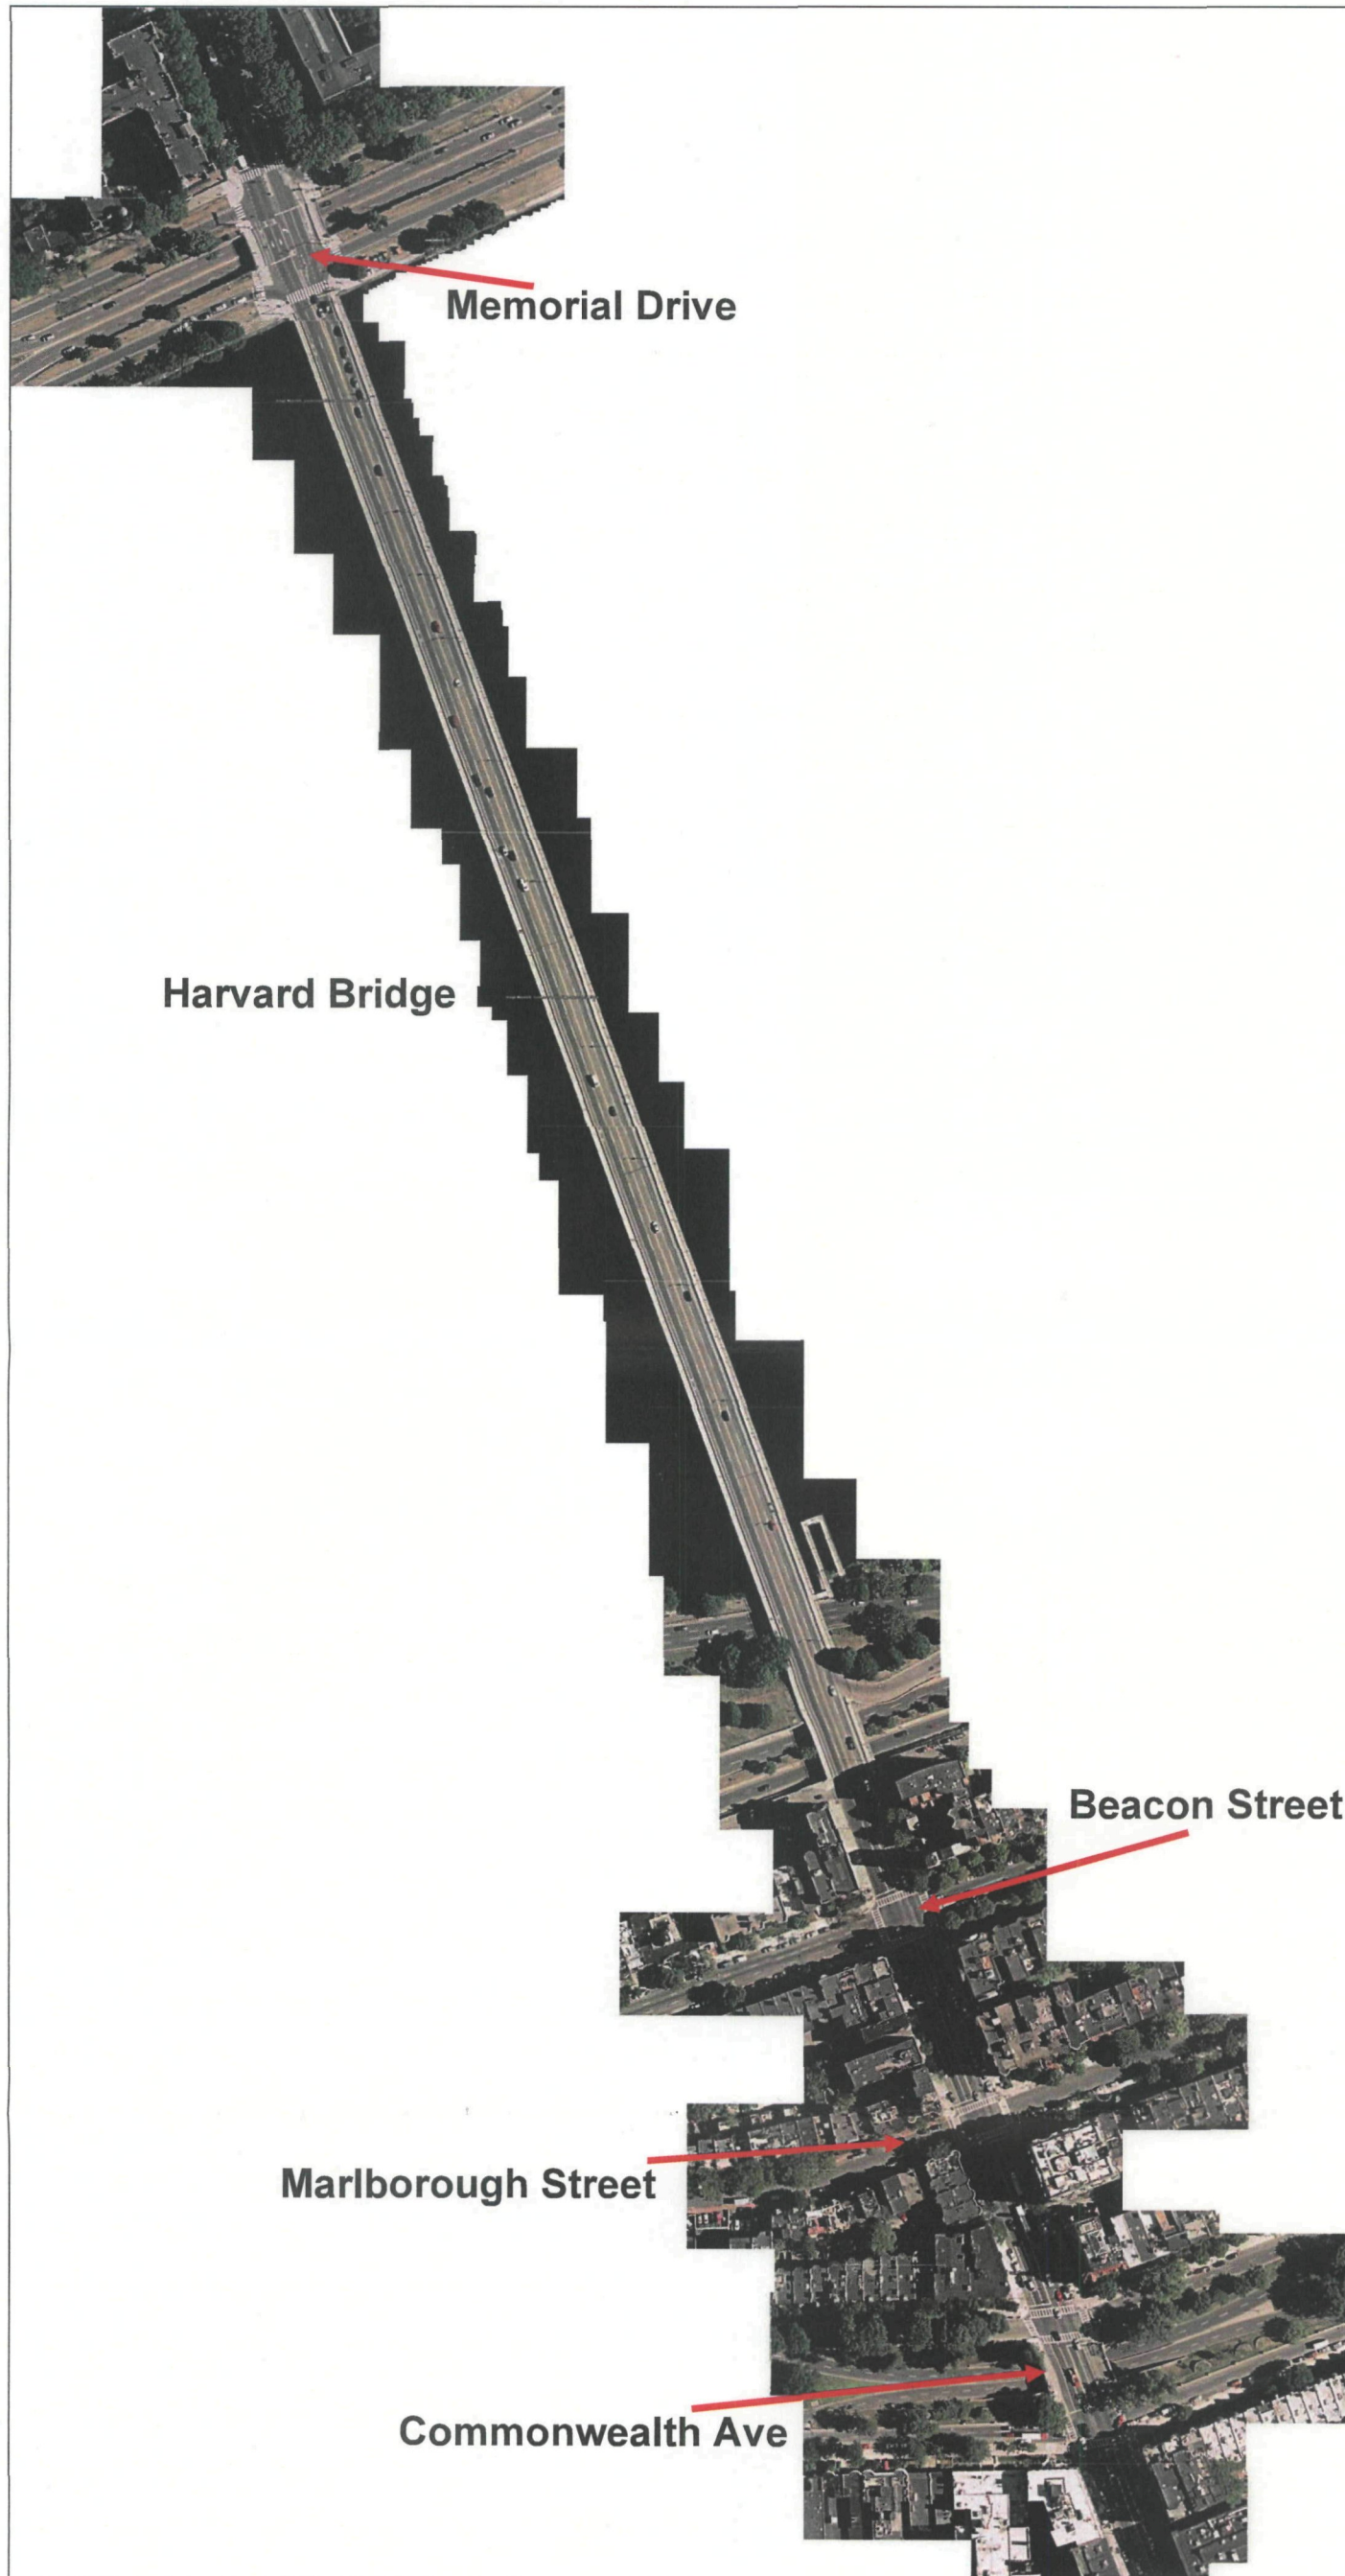 Memorial Drive
Harvard Bridge
Beacon Street
Marlborough Street
Commonwealth Ave